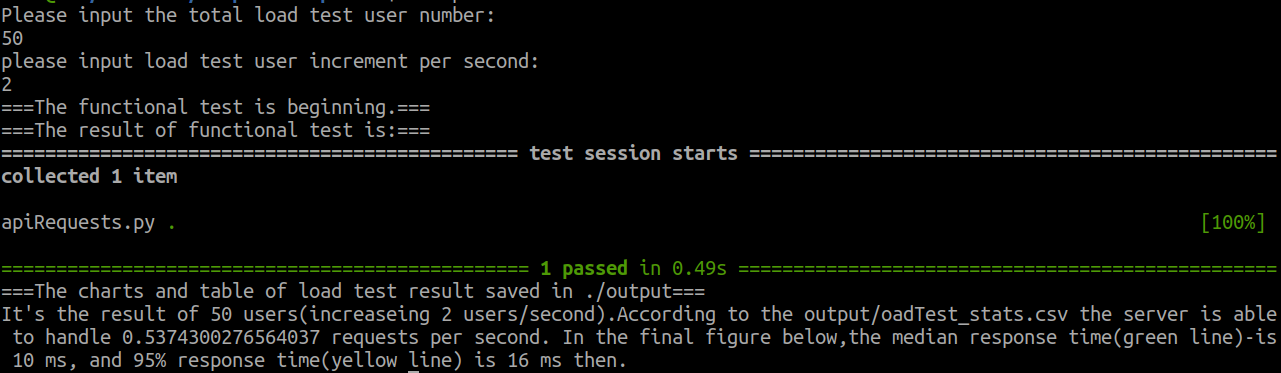 Please input the total load test user number:
50
please input load test user increment per second:
2
===The functional test is beginning.===
===The result of functional test is:===
=============================================== test session starts ================================================
collected 1 item
apiRequests.py . [100%]
================================================ 1 passed in 0.49s =================================================
===The charts and table of load test result saved in ./output===
It's the result of 50 users(increaseing 2 users/second).According to the output/oadTest_stats.csv the server is able
to handle 0.5374300276564037 requests per second. In the final figure below,the median response time(green line)-is
10 ms, and 95% response time(yellow line) is 16 ms then.